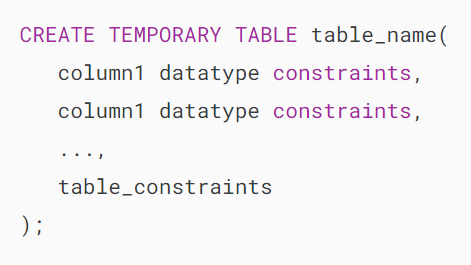 CREATE TEMPORARY TABLE table_name(
column1 datatype constraints,
column1 datatype constraints,
...,
table_constraints
);